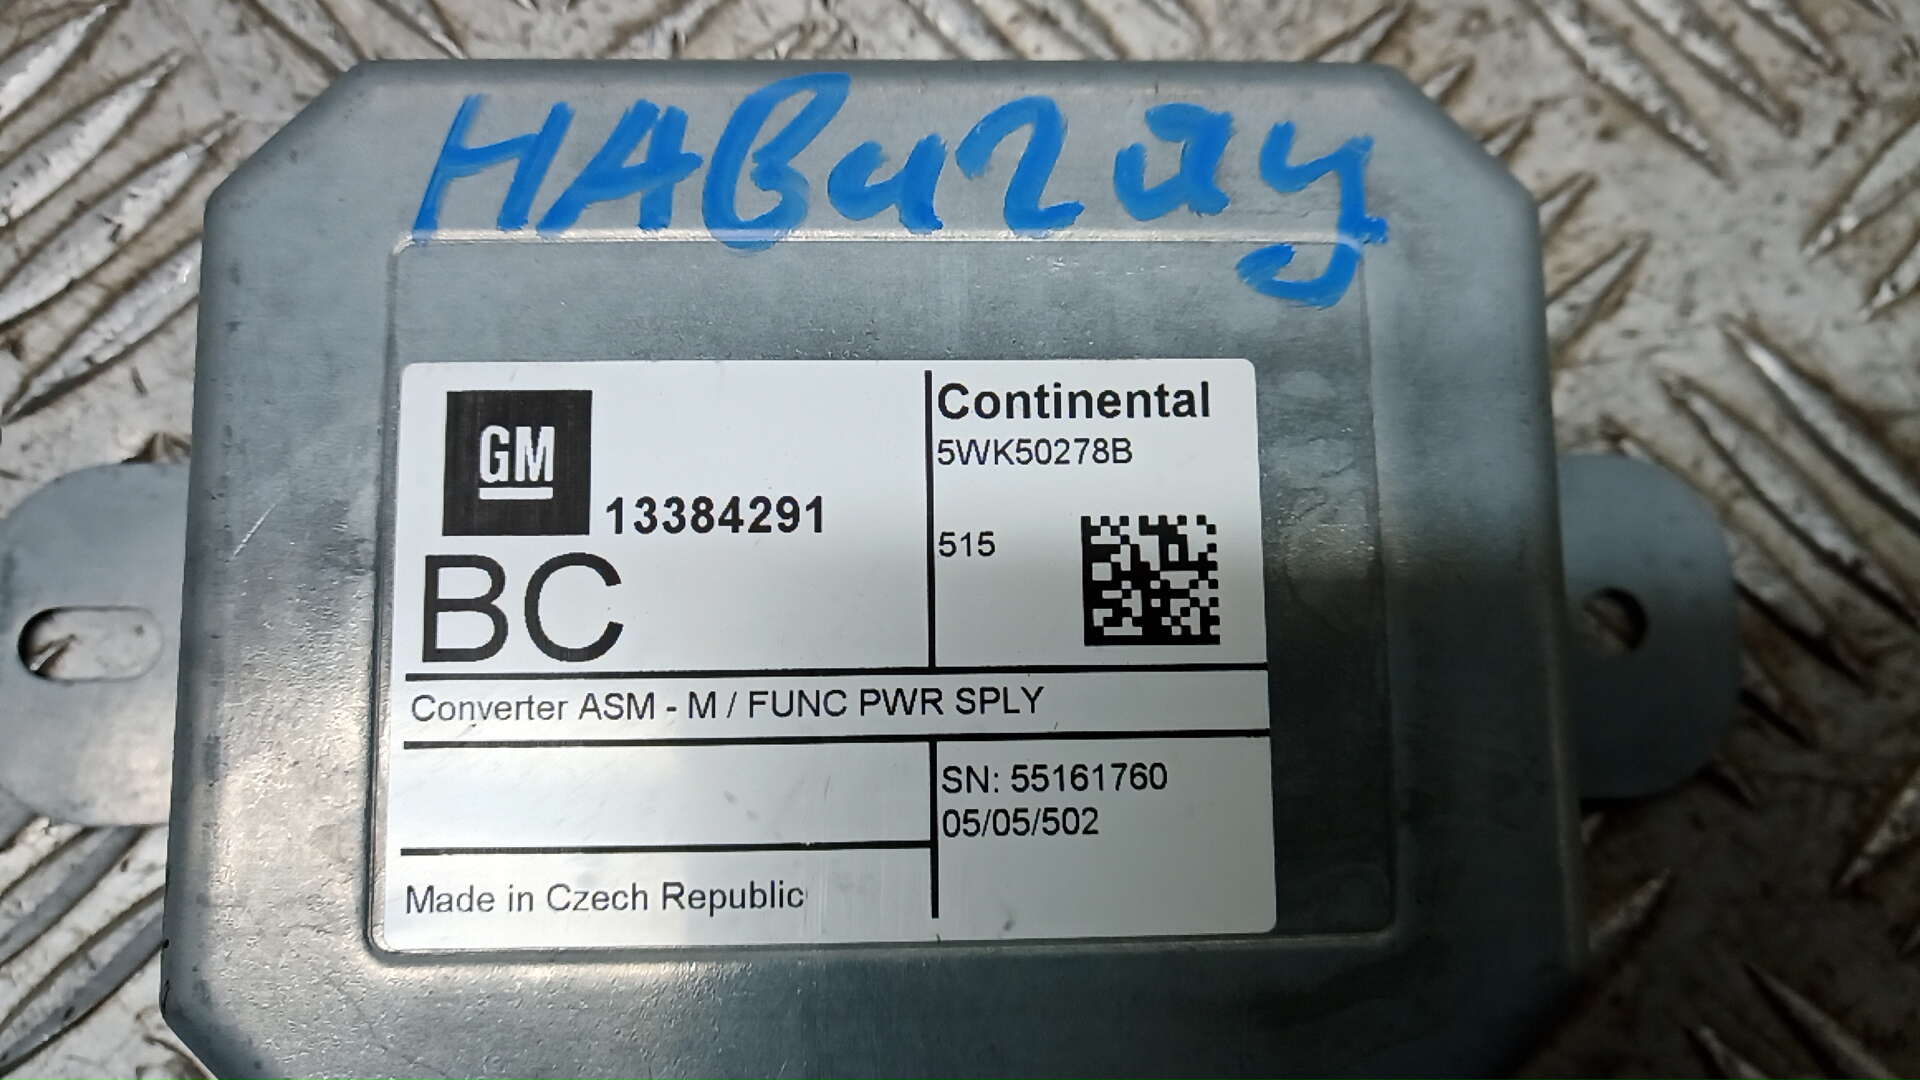 НАвигац
GM
13384291
BC
Continental
5WK50278B
515
Converter ASM - M / FUNC PWR SPLY
SN: 55161760
05/05/502
Made in Czech Republic